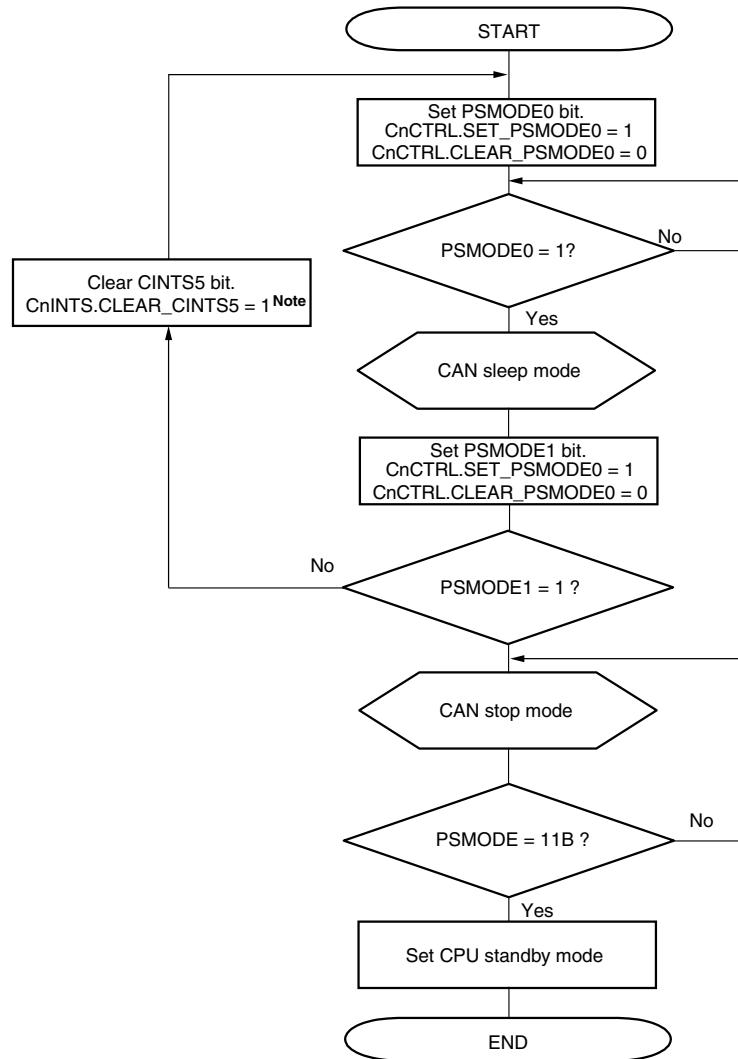 START
Set PSMODE0 bit.
CnCTRL.SET_PSMODE0 = 1
CnCTRL.CLEAR_PSMODE0 = 0
PSMODE0 = 1?
No
Clear CINTS5 bit.
CnINTS.CLEAR_CINTS5 = 1 Note
Yes
CAN sleep mode
Set PSMODE1 bit.
CnCTRL.SET_PSMODE0 = 1
CnCTRL.CLEAR_PSMODE0 = 0
No
PSMODE1 = 1 ?
CAN stop mode
PSMODE = 11B ?
No
Yes
Set CPU standby mode
END